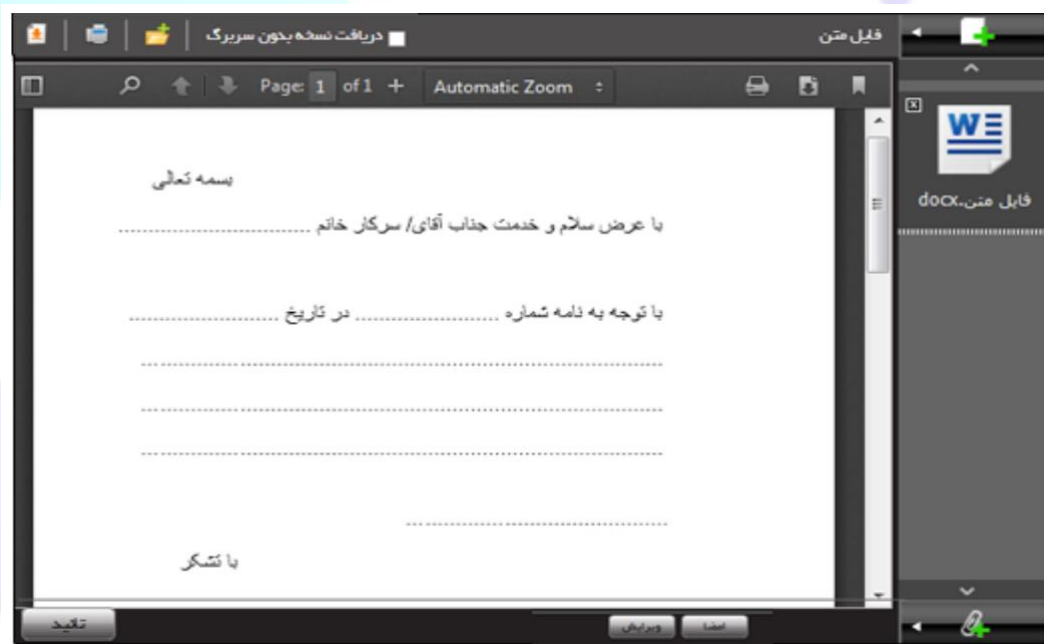 فایل متن
دریافت نسخه بدون سربرگ
Page: 1 of 1 + Automatic Zoom
فایل متن.docx
بسمه تعالی
با عرض سلام و خدمت جناب آقای/ سرکار خانم ................................
با توجه به نامه شماره ......................... در تاریخ ..........................
..........................................................................................
..........................................................................................
..........................................................................................
.............................................
با تشکر
امضا
ویرایش
تائید